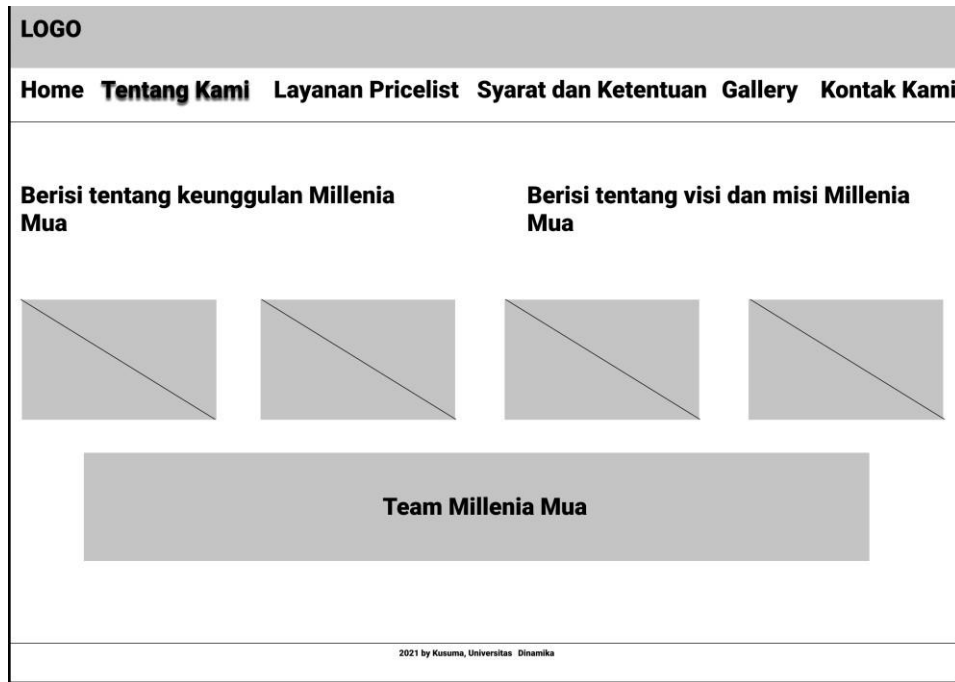 LOGO
Home Tentang Kami Layanan Pricelist Syarat dan Ketentuan Gallery Kontak Kami
Berisi tentang keunggulan Millenia
Mua
Berisi tentang visi dan misi Millenia
Mua
Team Millenia Mua
2021 by Kusuma, Universitas Dinamika